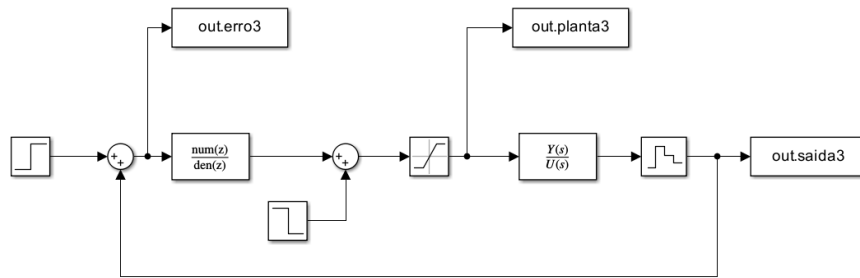 out.erro3
out.planta3
+
+
num(z)
den(z)
+
+
Y(s)
U(s)
out.saida3